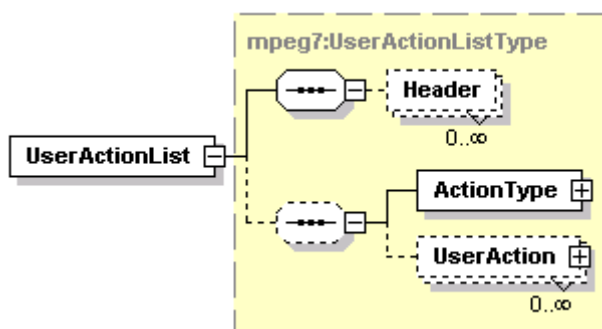 mpeg7:UserActionListType
Header
0..∞
UserActionList
ActionType
UserAction
0..∞